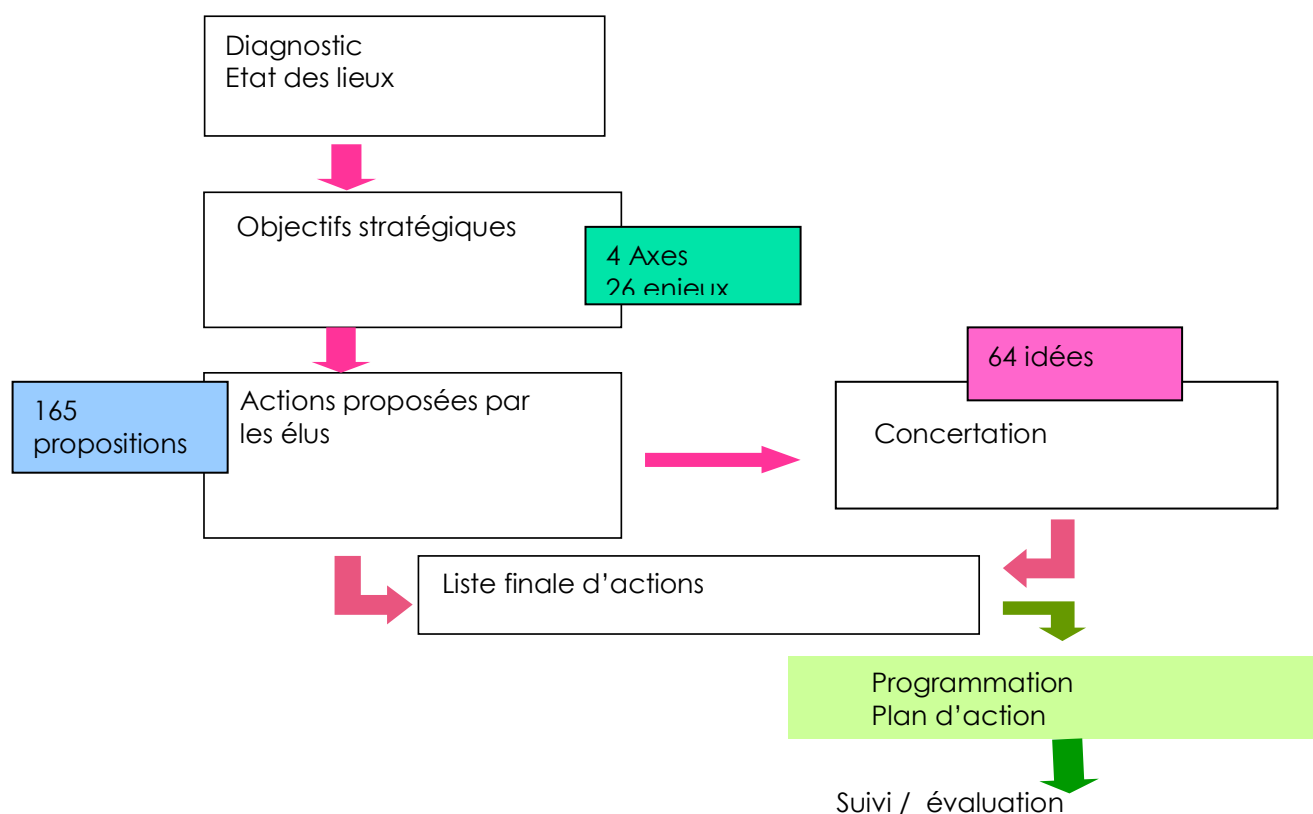 Diagnostic
Etat des lieux
Objectifs stratégiques
4 Axes
26 enjeux
64 idées
165
propositions
Actions proposées par
les élus
Concertation
Liste finale d’actions
Programmation
Plan d’action
Suivi / évaluation